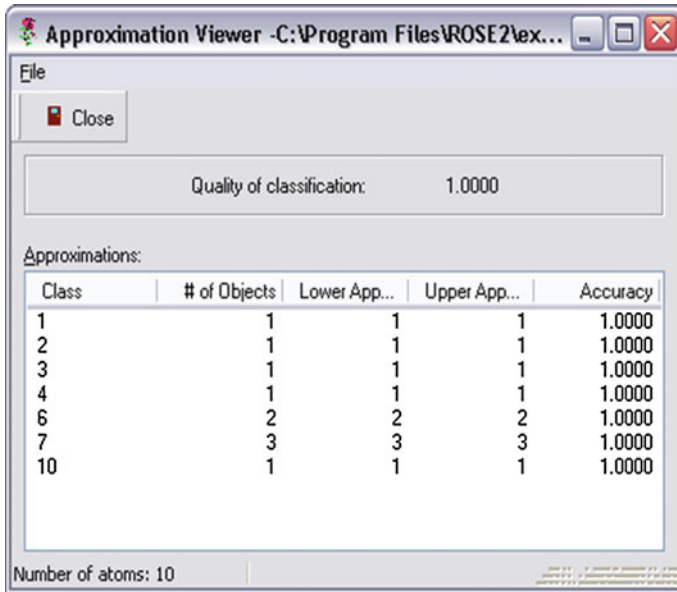 Approximation Viewer -C:\Program Files\ROSE2\ex...
File
Close
Quality of classification: 1.0000
Approximations:
Class # of Objects Lower App... Upper App... Accuracy
1 1 1 1 1.0000
2 1 1 1 1.0000
3 1 1 1 1.0000
4 1 1 1 1.0000
6 2 2 2 1.0000
7 3 3 3 1.0000
10 1 1 1 1.0000
Number of atoms: 10